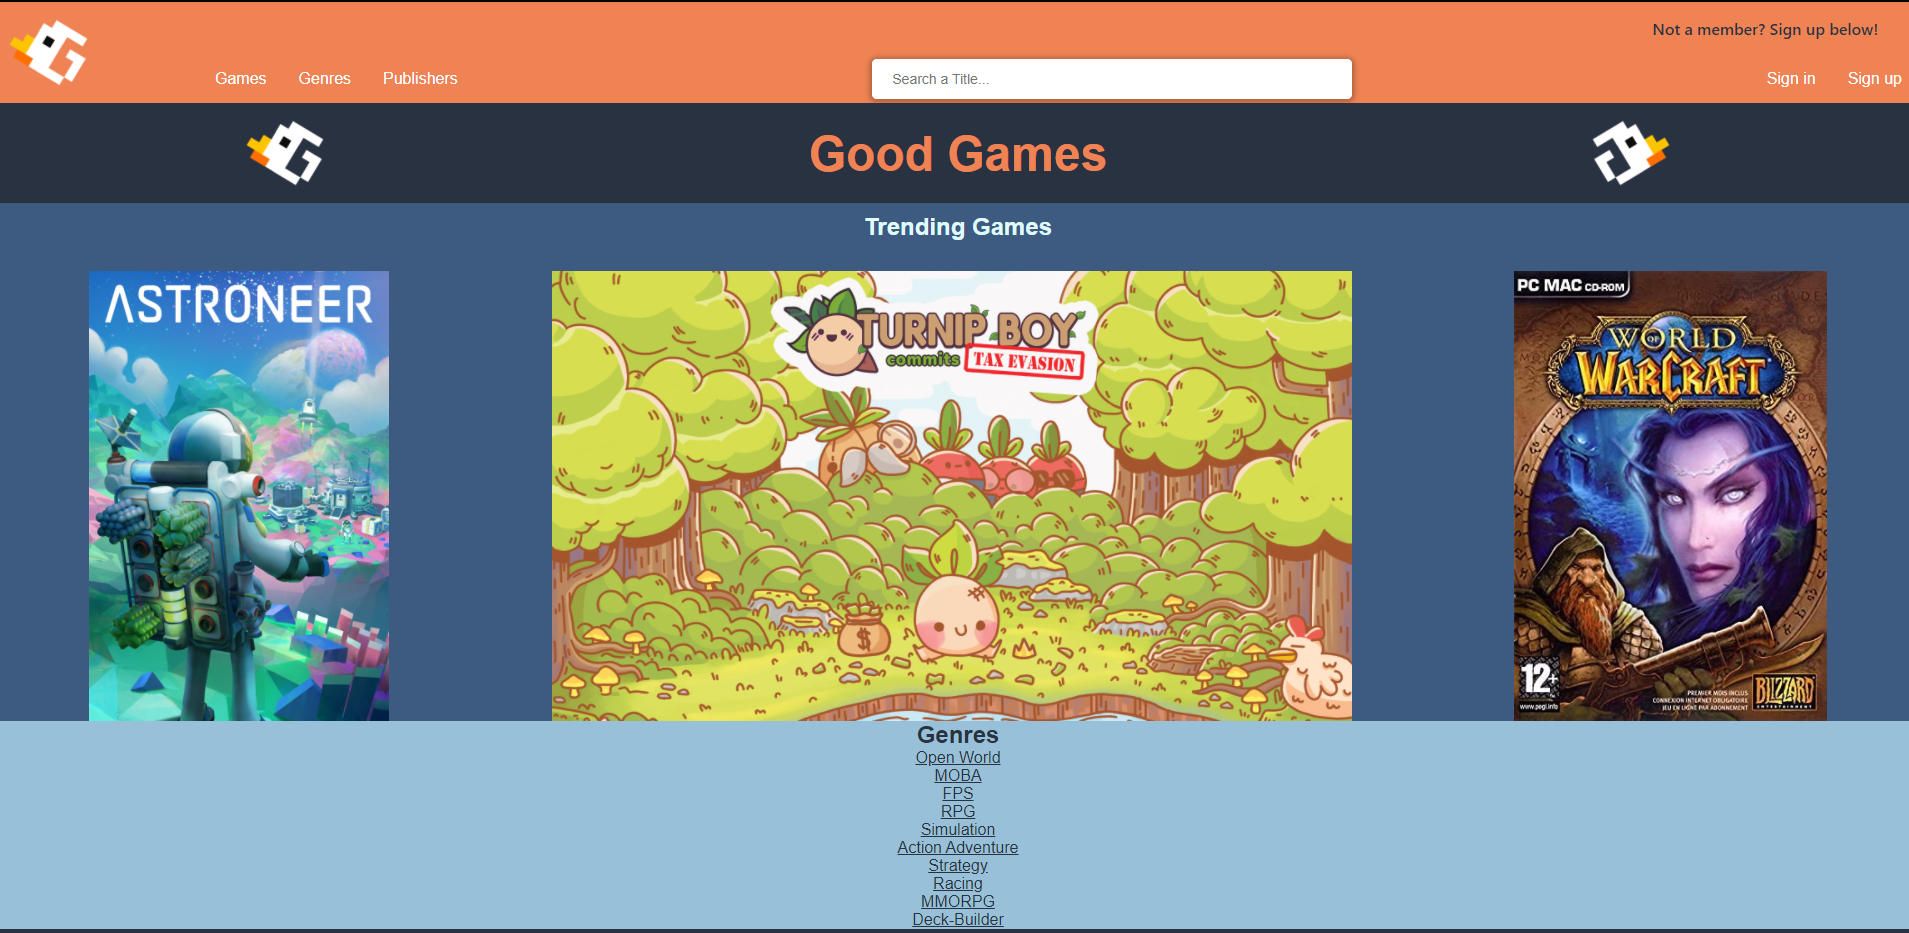 Not a member? Sign up below!
Games Genres Publishers
Search a Title...
Sign in Sign up
Good Games
Trending Games
ASTRONEER
TURNIP BOY
commits TAX EVASION
PC MAC CD-ROM
WORLD
OF
WARCRAFT
12+
www.pegi.info
PREMIER MOIS INCLUS
CONNEXION INTERNET OBLIGATOIRE
JEU EN LIGNE PAR ABONNEMENT
BLIZZARD
ENTERTAINMENT
Genres
Open World
MOBA
FPS
RPG
Simulation
Action Adventure
Strategy
Racing
MMORPG
Deck-Builder